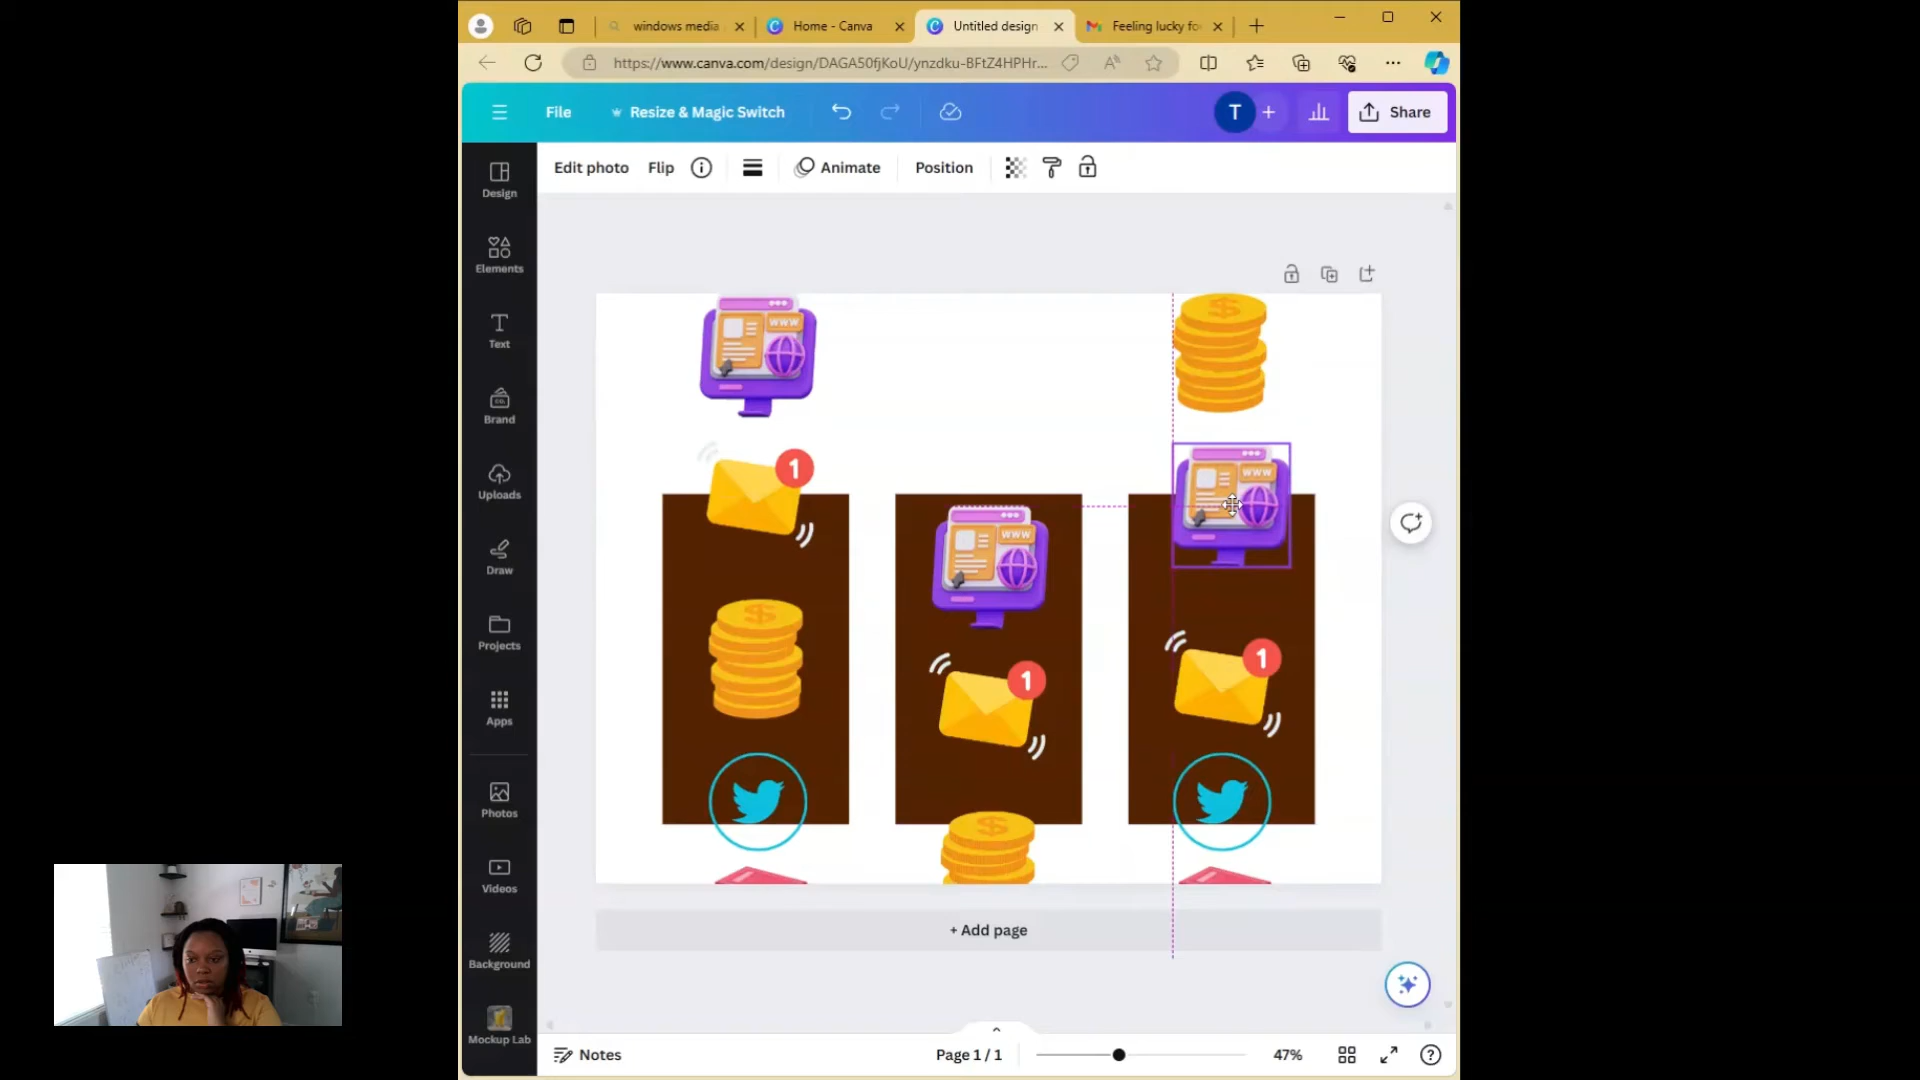 windows media
Home - Canva
Untitled design
Feeling lucky fo
https://www.canva.com/design/DAGA50fjKoU/ynzdku-BFtZ4HPHr...
File
Resize & Magic Switch
T
Share
Edit photo
Flip
Animate
Position
Design
Elements
Text
Brand
Uploads
Draw
Projects
Apps
Photos
Videos
Background
Mockup Lab
WWW
$
1
WWW
WWW
$
1
1
$
+ Add page
Notes
Page 1 / 1
47%